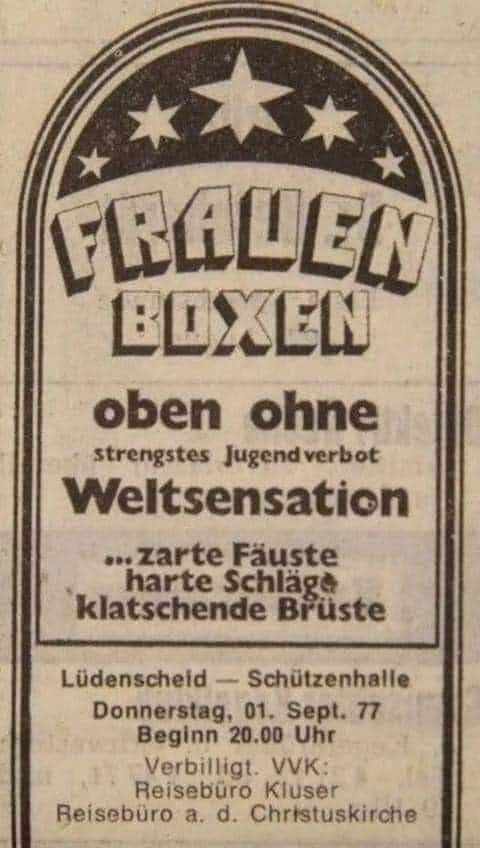 FRAUEN
BOXEN
oben ohne
strengstes Jugendverbot
Weltsensation
...zarte Fäuste
harte Schläge
klatschende Brüste
Lüdenscheid — Schützenhalle
Donnerstag, 01. Sept. 77
Beginn 20.00 Uhr
Verbilligt. VVK:
Reisebüro Kluser
Reisebüro a. d. Christuskirche